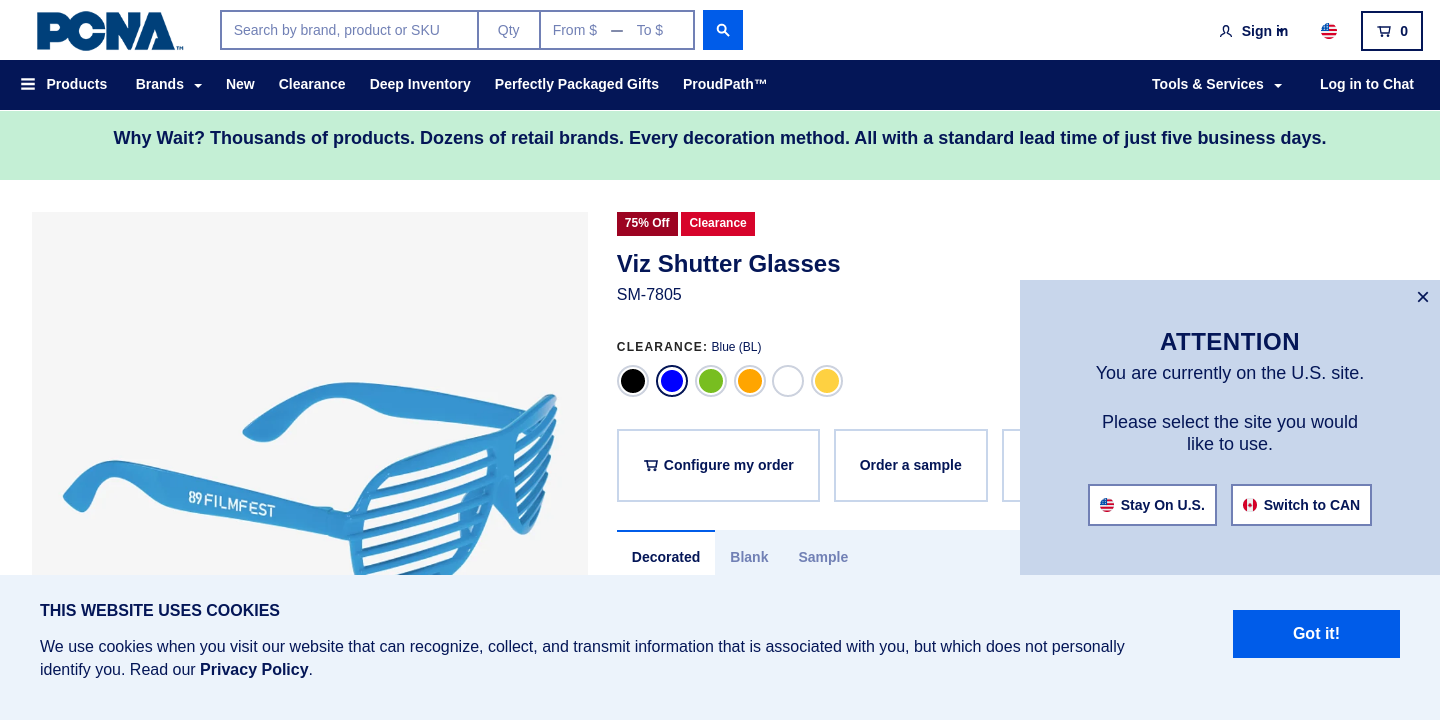 PCNA™
Search by brand, product or SKU
Qty
From $ — To $
Sign in
0
Products
Brands
New
Clearance
Deep Inventory
Perfectly Packaged Gifts
ProudPath™
Tools & Services
Log in to Chat
Why Wait? Thousands of products. Dozens of retail brands. Every decoration method. All with a standard lead time of just five business days.
75% Off
Clearance
Viz Shutter Glasses
SM-7805
CLEARANCE: Blue (BL)
89 FILMFEST
Configure my order
Order a sample
Decorated
Blank
Sample
×
ATTENTION
You are currently on the U.S. site.
Please select the site you would
like to use.
Stay On U.S.
Switch to CAN
THIS WEBSITE USES COOKIES
We use cookies when you visit our website that can recognize, collect, and transmit information that is associated with you, but which does not personally
identify you. Read our Privacy Policy.
Got it!